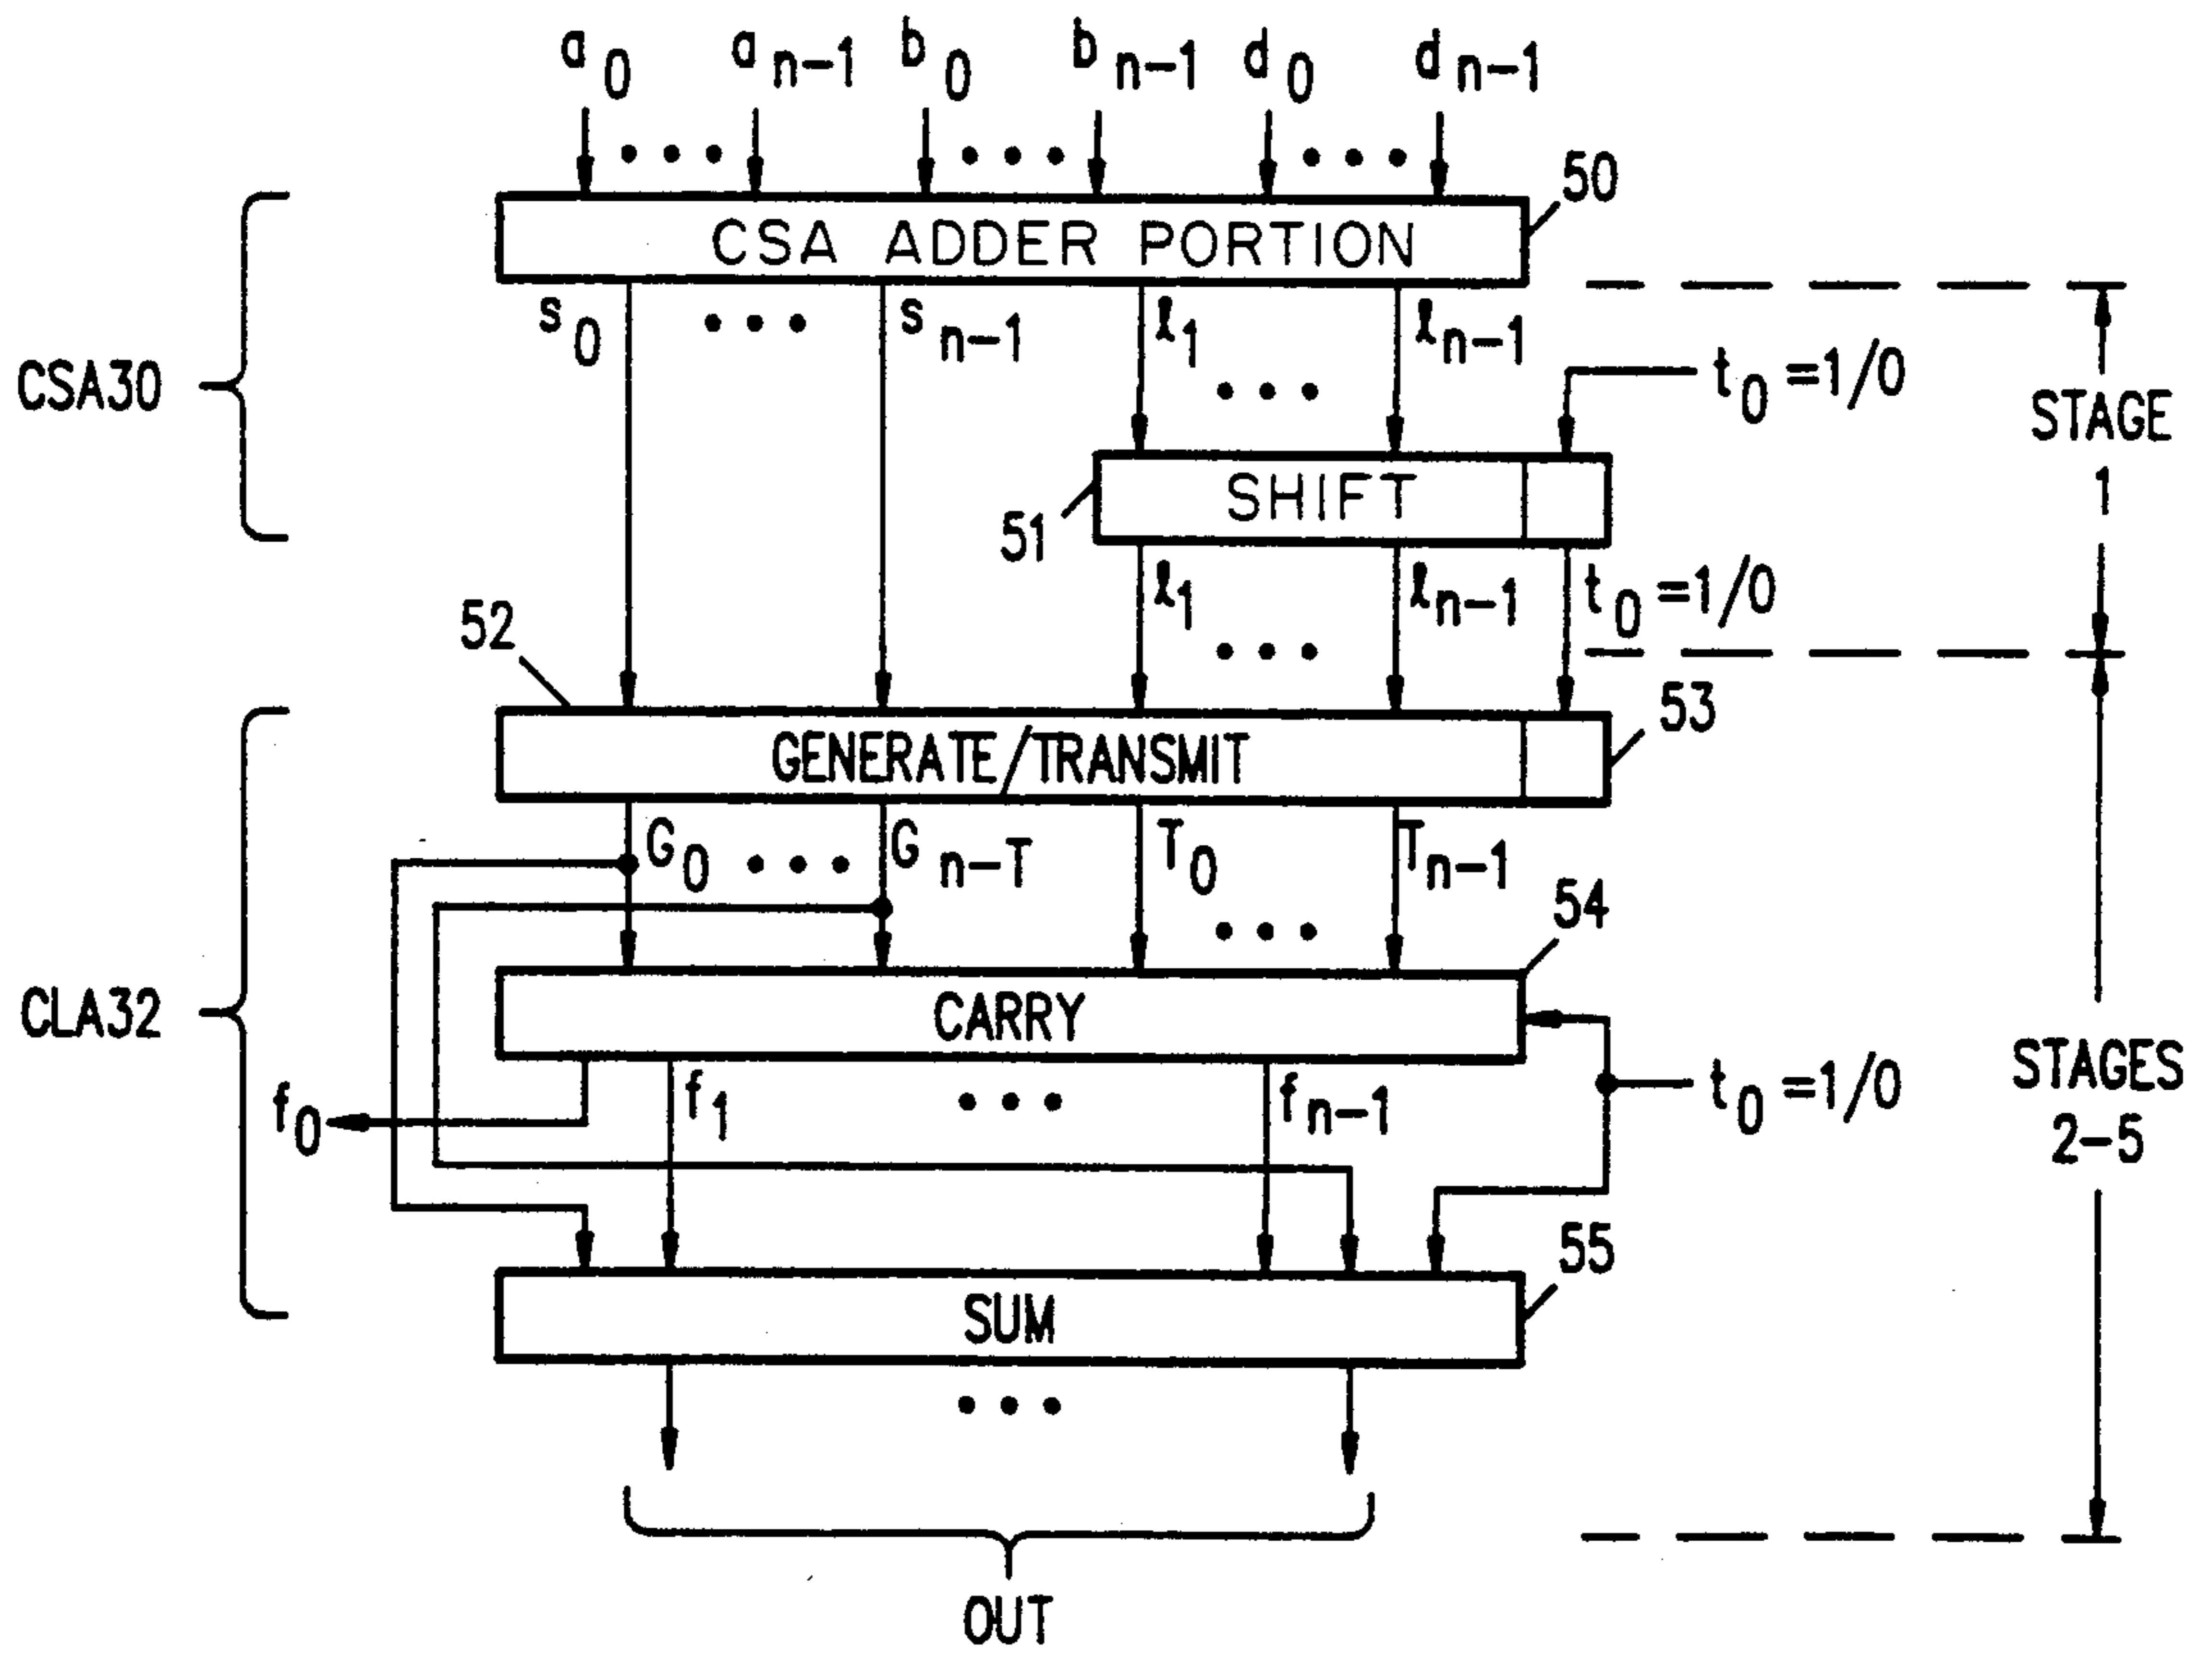 a0 an-1 b0 bn-1 d0 dn-1
50
CSA ADDER PORTION
s0 sn-1 l1 ln-1
t0=1/0
CSA30
STAGE
1
SHIFT
51
l1 ln-1 t0=1/0
52
53
GENERATE/TRANSMIT
G0 Gn-T T0 Tn-1
54
CARRY
CLA32
f0 f1 fn-1
t0=1/0
STAGES
2-5
55
SUM
OUT